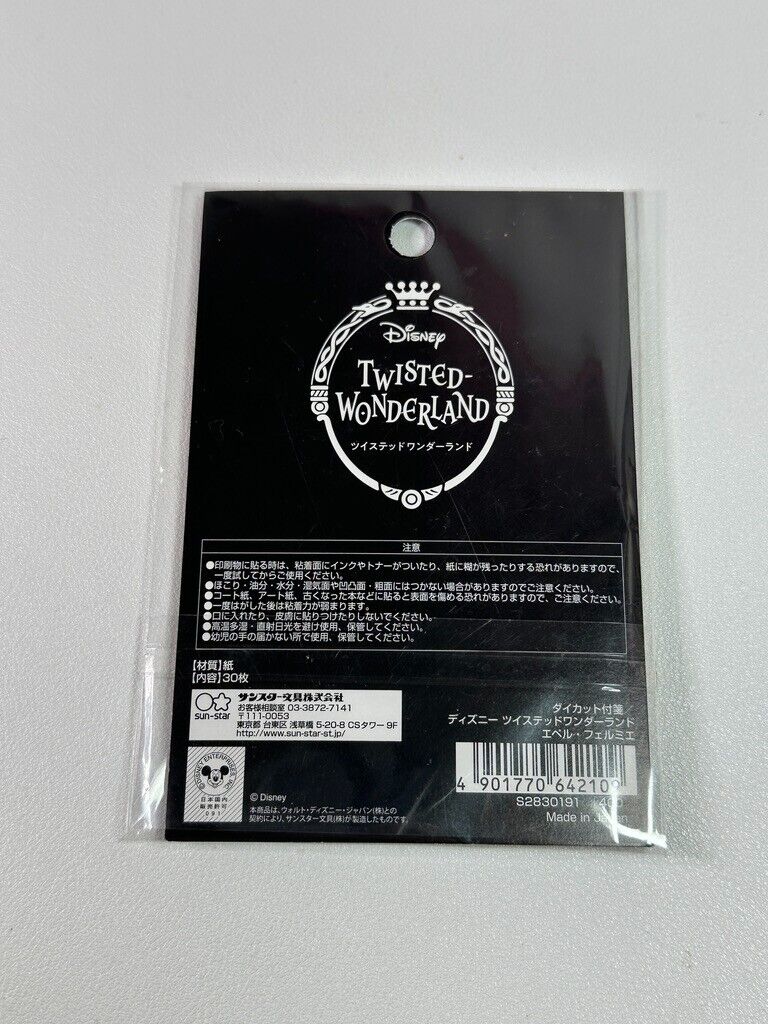 Disney
TWISTED-
WONDERLAND
ツイステッドワンダーランド
注意
●印刷物に貼る時は、粘着面にインクやトナーがついたり、紙に糊が残ったりする恐れがありますので、
一度試してからご使用ください。
●ほこり・油分・水分・湿気面や凹凸面・粗面にはつかない場合がありますのでご注意ください。
●コート紙、アート紙、古くなった本などに貼ると表面を傷める恐れがありますので、ご注意ください。
●一度はがした後は粘着力が弱まります。
●口に入れたり、皮膚に貼りつけたりしないでください。
●高温多湿・直射日光を避け使用、保管してください。
●幼児の手の届かない所で使用、保管してください。
【材質】紙
【内容】30枚
sun-star
サンスター文具株式会社
お客様相談室 03-3872-7141
〒111-0053
東京都 台東区 浅草橋 5-20-8 CSタワー 9F
http://www.sun-star-st.jp/
ダイカット付箋
ディズニー ツイステッドワンダーランド
エペル・フェルミエ
4 901770 642109
S2830191
Made in Japan
© DISNEY ENTERPRISES, INC.
日本国内
販売許可
091
© Disney
本商品は、ウォルト・ディズニー・ジャパン(株)との
契約により、サンスター文具(株)が製造したものです。